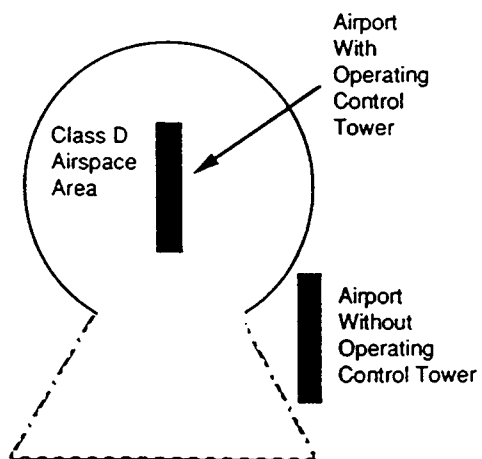 Airport
With
Operating
Control
Tower
Class D
Airspace
Area
Airport
Without
Operating
Control Tower